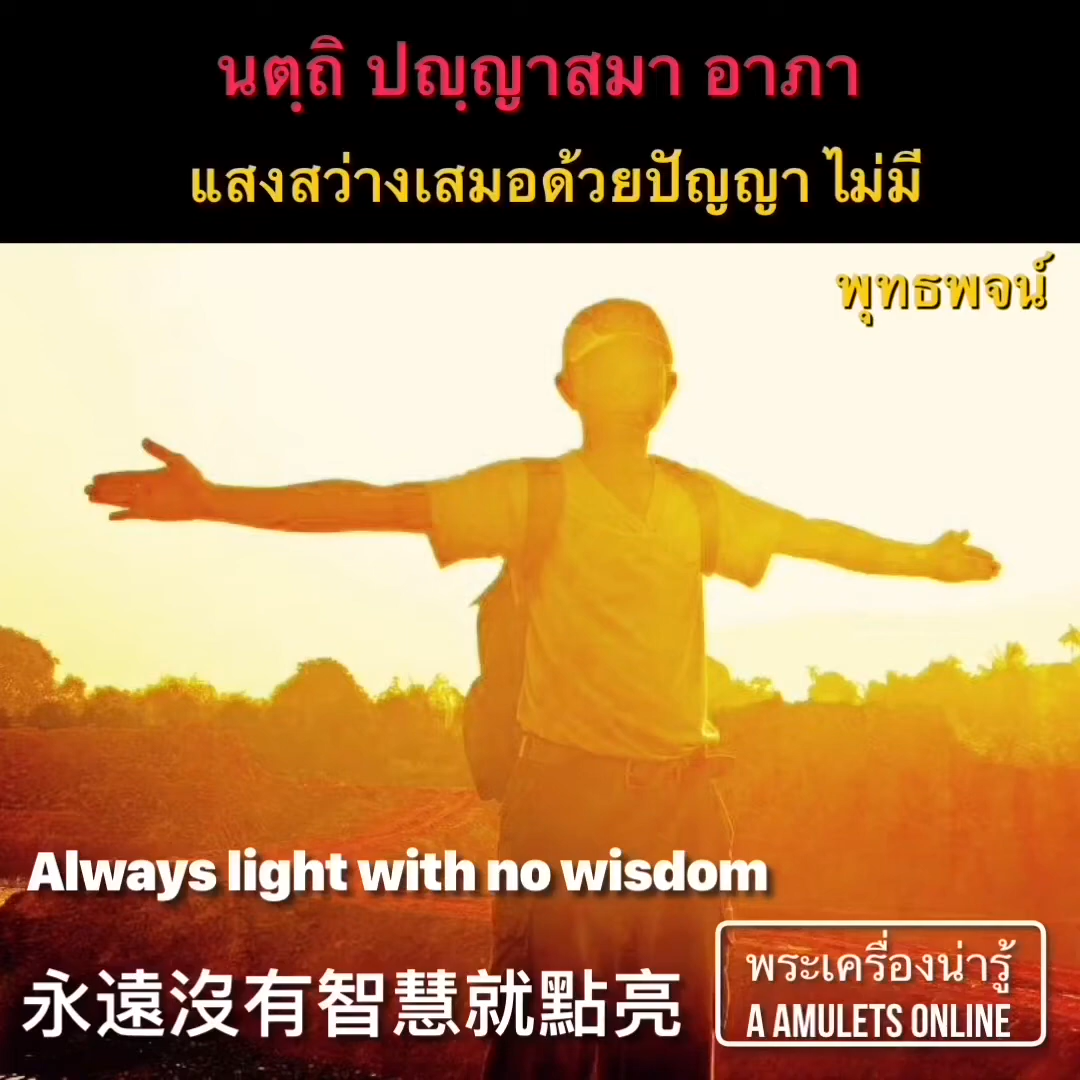 นตฺถิ ปญฺญาสมา อาภา
แสงสว่างเสมอด้วยปัญญา ไม่มี
พุทธพจน์
Always light with no wisdom
永遠沒有智慧就點亮
พระเครื่องน่ารู้
A AMULETS ONLINE